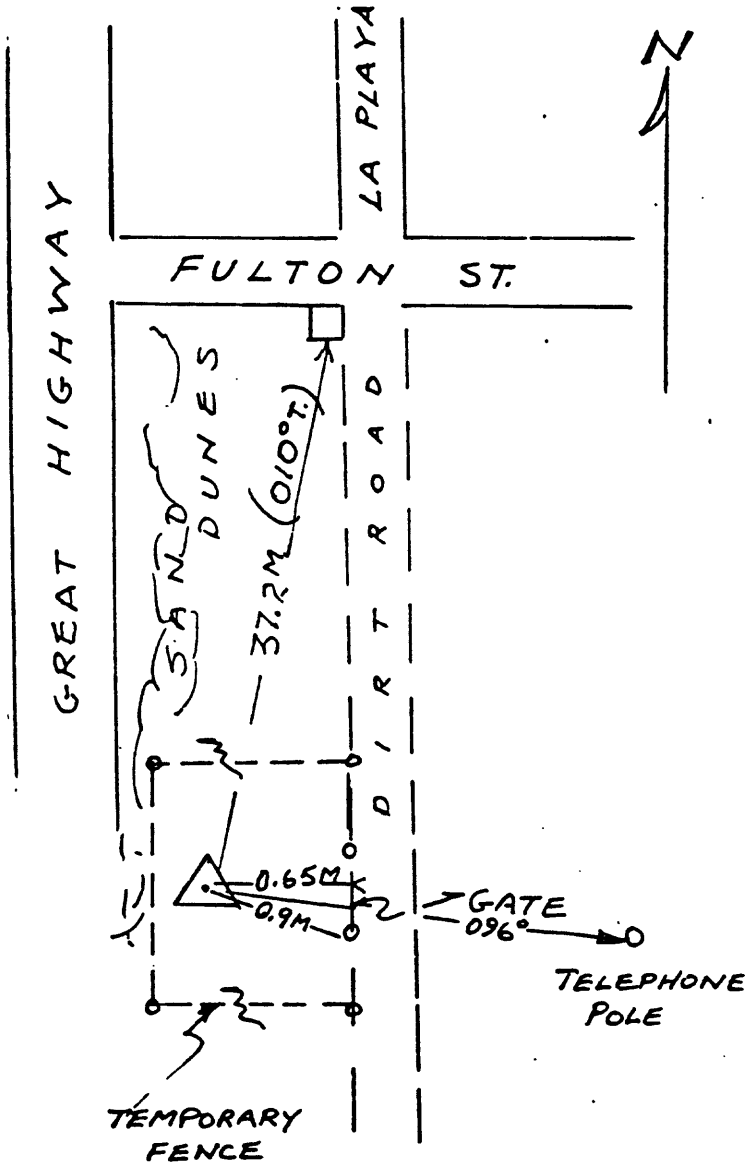 LA PLAYA
N
FULTON ST.
GREAT HIGHWAY
SAND
DUNES
37.2M (010°T.)
DIRT ROAD
0.65M
0.9M
GATE
096°
TELEPHONE
POLE
TEMPORARY
FENCE